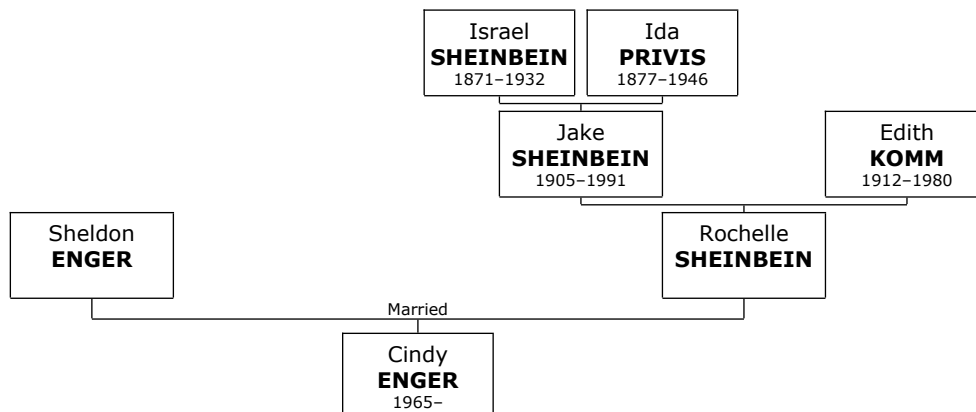 Israel
SHEINBEIN
1871–1932
Ida
PRIVIS
1877–1946
Jake
SHEINBEIN
1905–1991
Edith
KOMM
1912–1980
Sheldon
ENGER
Rochelle
SHEINBEIN
Married
Cindy
ENGER
1965–